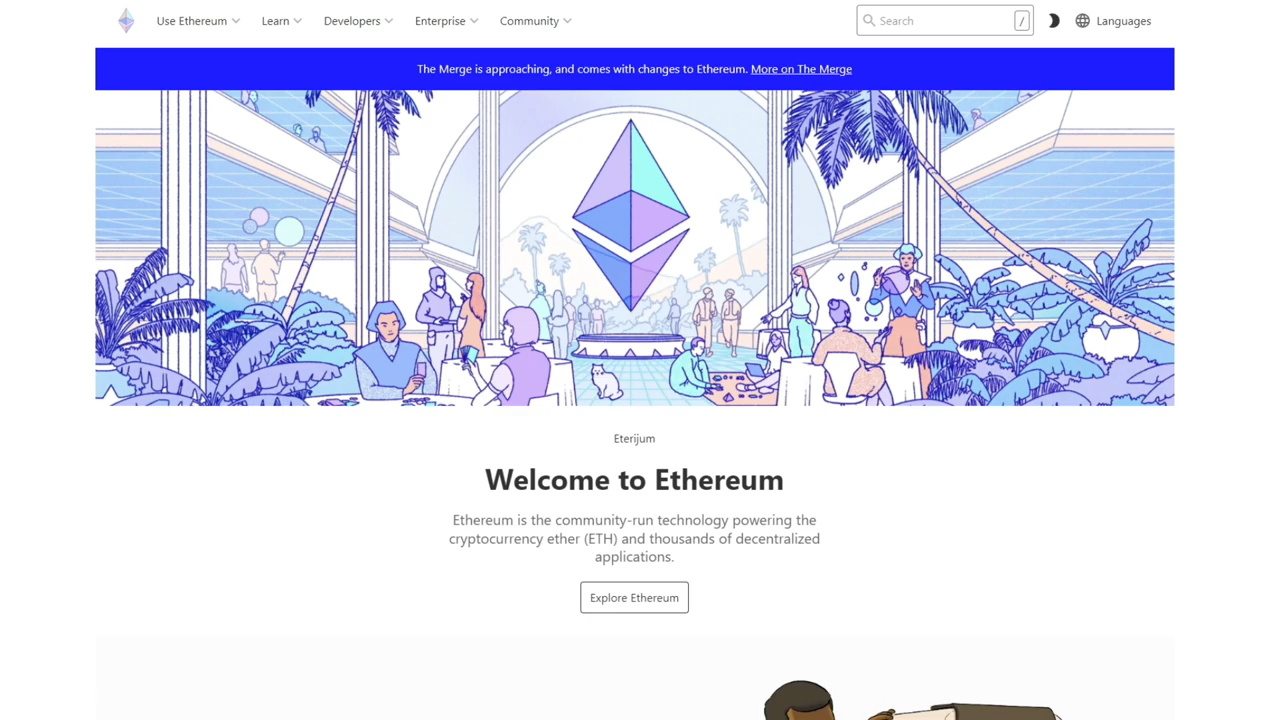 Use Ethereum Learn Developers Enterprise Community Search / Languages
The Merge is approaching, and comes with changes to Ethereum. More on The Merge
Eterijum
Welcome to Ethereum
Ethereum is the community-run technology powering the
cryptocurrency ether (ETH) and thousands of decentralized
applications.
Explore Ethereum